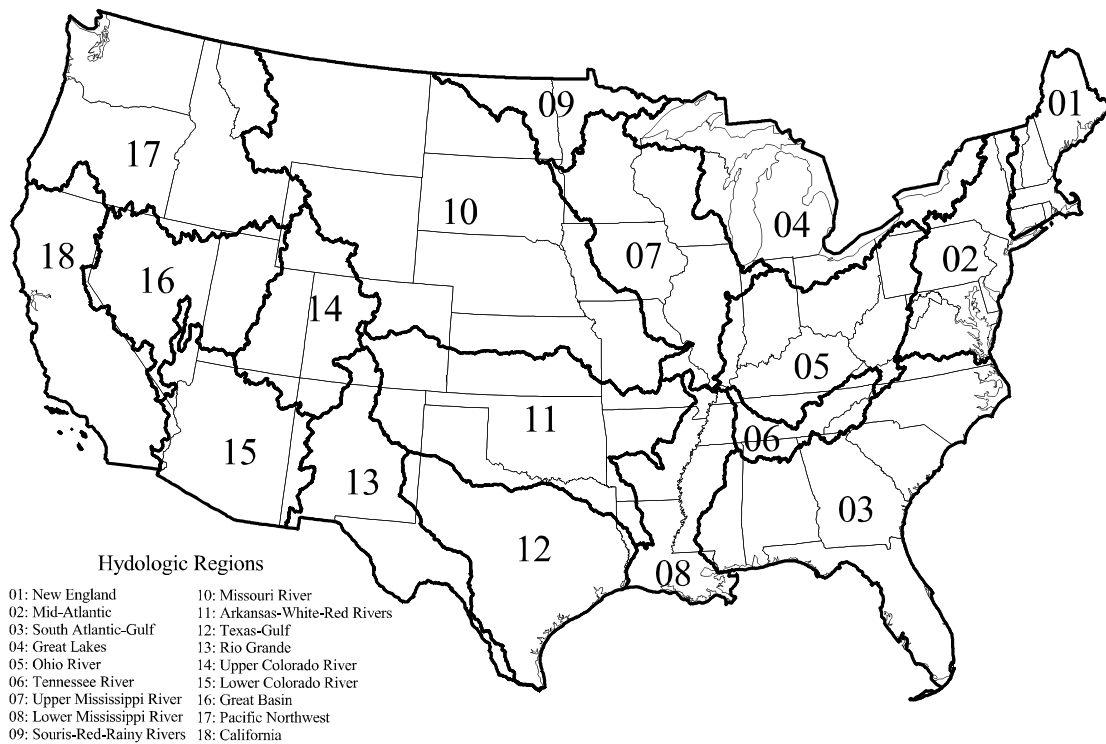 01
09
17
10
04
07
02
18
16
14
05
11
06
15
13
03
12
08
Hydologic Regions
01: New England
02: Mid-Atlantic
03: South Atlantic-Gulf
04: Great Lakes
05: Ohio River
06: Tennessee River
07: Upper Mississippi River
08: Lower Mississippi River
09: Souris-Red-Rainy Rivers
10: Missouri River
11: Arkansas-White-Red Rivers
12: Texas-Gulf
13: Rio Grande
14: Upper Colorado River
15: Lower Colorado River
16: Great Basin
17: Pacific Northwest
18: California